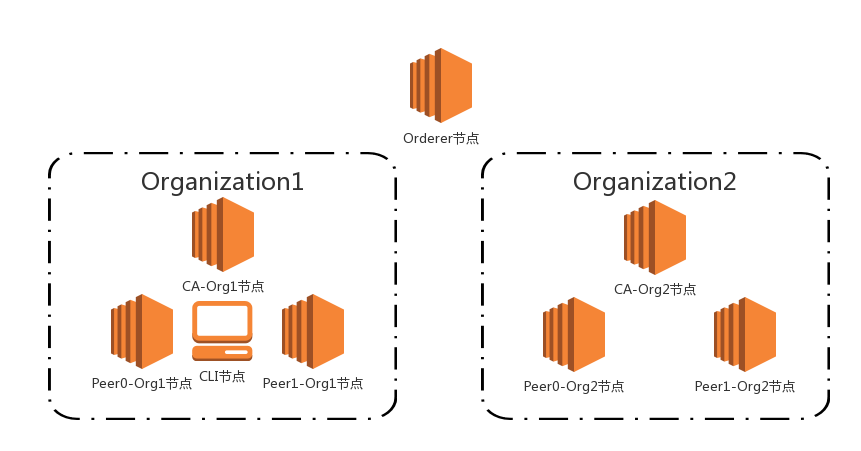 Orderer节点
Organization1
CA-Org1节点
Peer0-Org1节点
CLI节点
Peer1-Org1节点
Organization2
CA-Org2节点
Peer0-Org2节点
Peer1-Org2节点